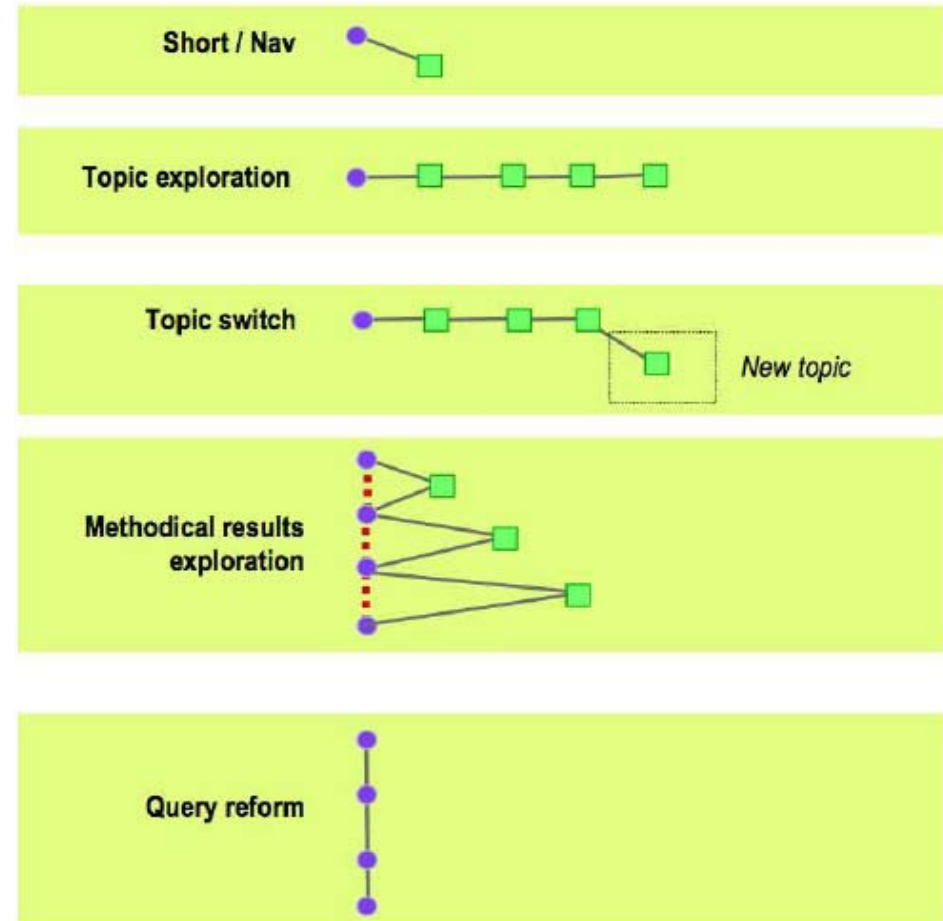 Short / Nav
Topic exploration
Topic switch
New topic
Methodical results
exploration
Query reform